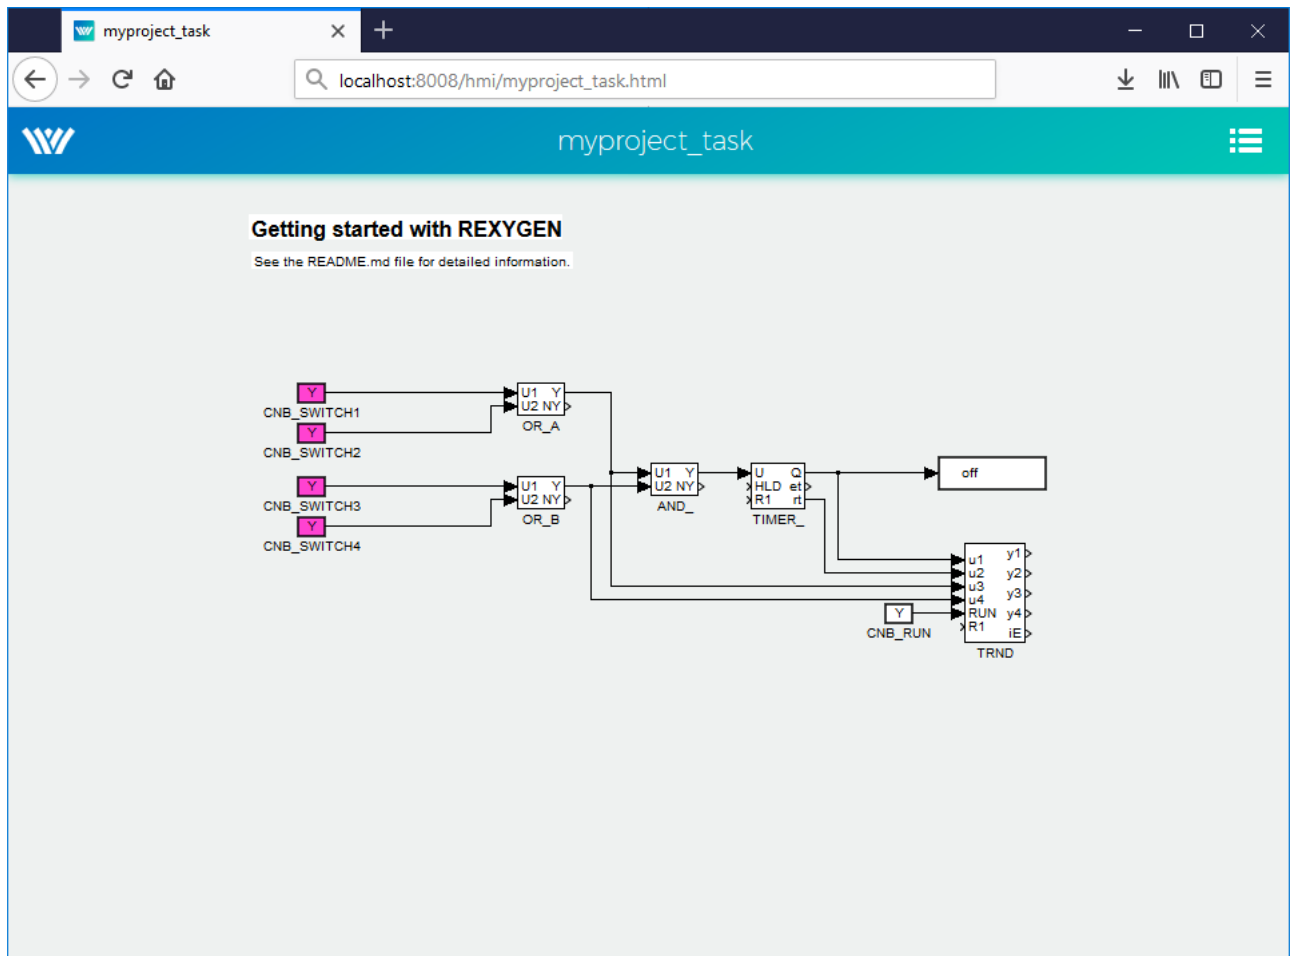 myproject_task
localhost:8008/hmi/myproject_task.html
myproject_task
Getting started with REXYGEN
See the README.md file for detailed information.
Y
CNB_SWITCH1
Y
CNB_SWITCH2
U1 Y
U2 NY
OR_A
Y
CNB_SWITCH3
Y
CNB_SWITCH4
U1 Y
U2 NY
OR_B
U1 Y
U2 NY
AND_
U Q
HLD et
R1 rt
TIMER_
off
Y
CNB_RUN
u1 y1
u2 y2
u3 y3
u4
RUN y4
R1 iE
TRND